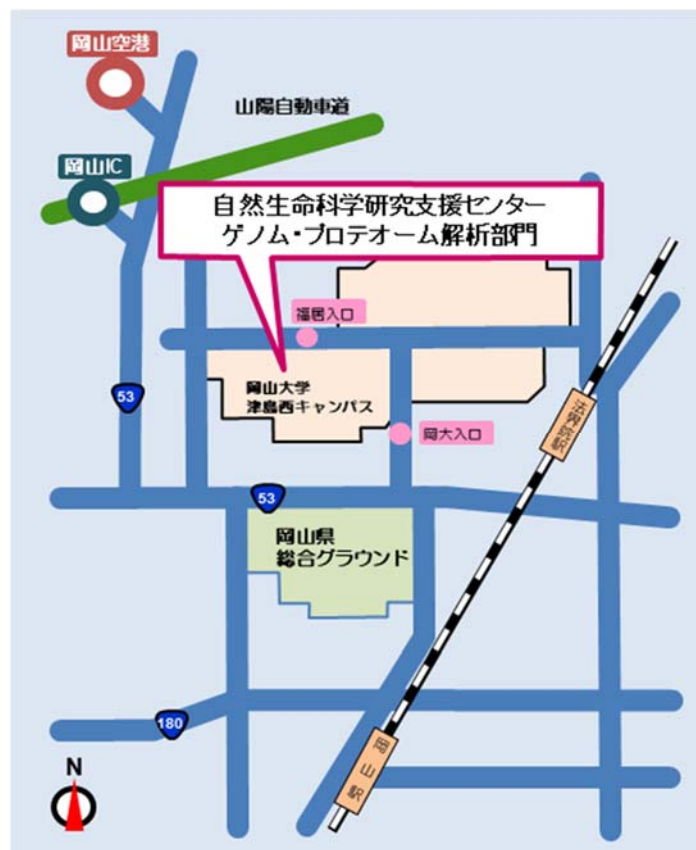 岡山空港
山陽自動車道
岡山IC
自然生命科学研究支援センター
ゲノム・プロテオーム解析部門
福居入口
岡山大学
津島西キャンパス
53
岡大入口
法界院駅
53
岡山県
総合グラウンド
180
岡山駅
N